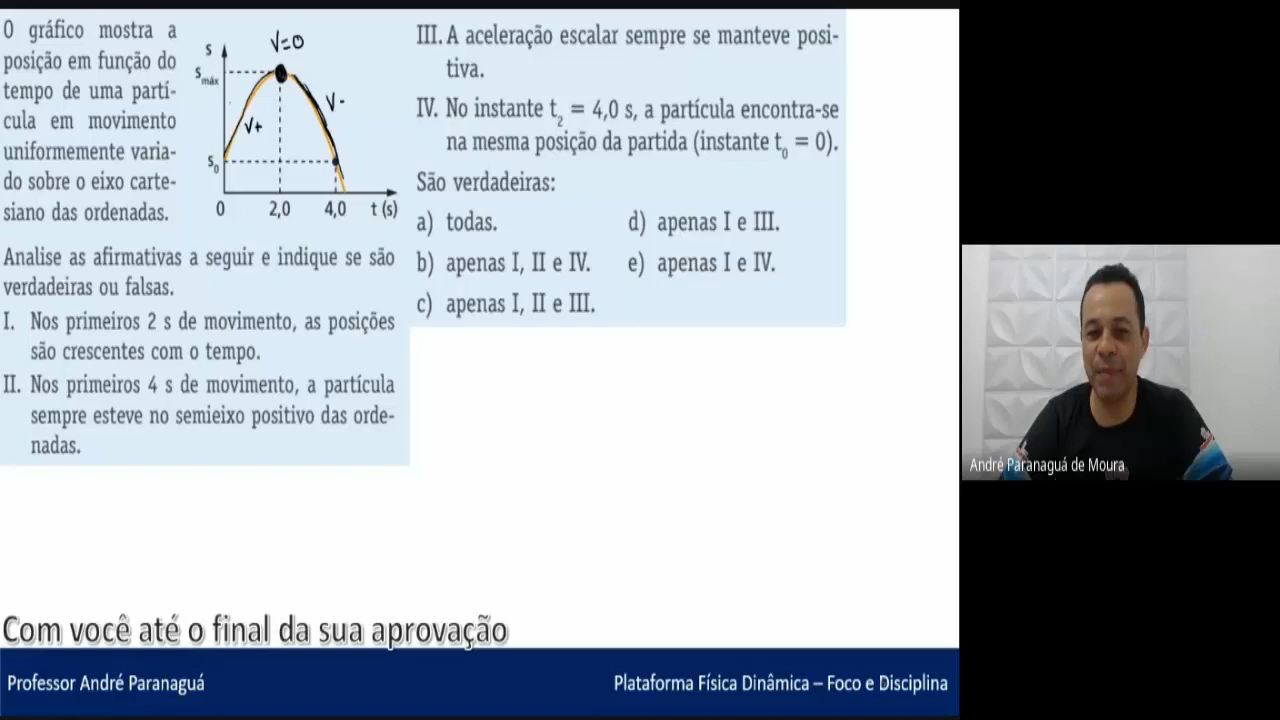 O gráfico mostra a
posição em função do
tempo de uma partí-
cula em movimento
uniformemente varia-
do sobre o eixo carte-
siano das ordenadas.
V=0
s
s máx
V+
V-
s0
0 2,0 4,0 t (s)
Analise as afirmativas a seguir e indique se são
verdadeiras ou falsas.
I. Nos primeiros 2 s de movimento, as posições
são crescentes com o tempo.
II. Nos primeiros 4 s de movimento, a partícula
sempre esteve no semieixo positivo das orde-
nadas.
III. A aceleração escalar sempre se manteve posi-
tiva.
IV. No instante t2 = 4,0 s, a partícula encontra-se
na mesma posição da partida (instante t0 = 0).
São verdadeiras:
a) todas. d) apenas I e III.
b) apenas I, II e IV. e) apenas I e IV.
c) apenas I, II e III.
André Paranaguá de Moura
Com você até o final da sua aprovação
Professor André Paranaguá Plataforma Física Dinâmica – Foco e Disciplina